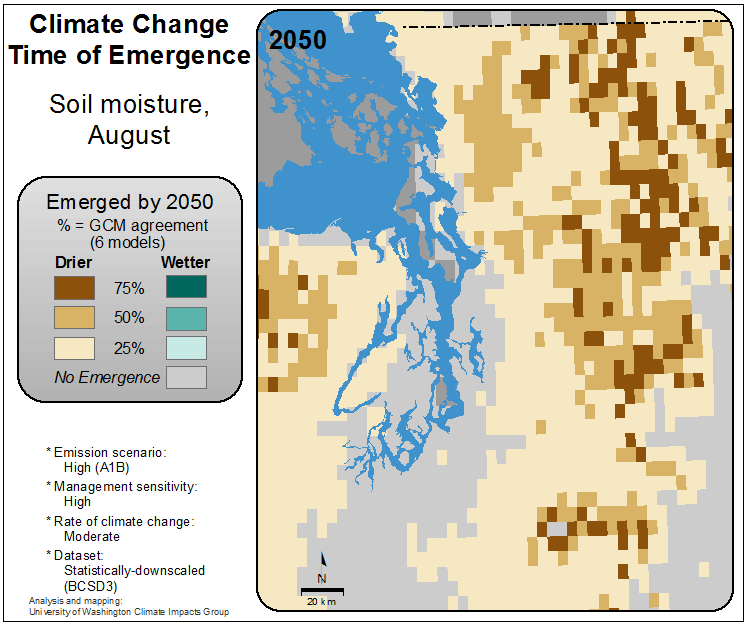 Climate Change
Time of Emergence
Soil moisture,
August
Emerged by 2050
% = GCM agreement
(6 models)
Drier Wetter
75%
50%
25%
No Emergence
* Emission scenario:
High (A1B)
* Management sensitivity:
High
* Rate of climate change:
Moderate
* Dataset:
Statistically-downscaled
(BCSD3)
Analysis and mapping:
University of Washington Climate Impacts Group
2050
N
20 km